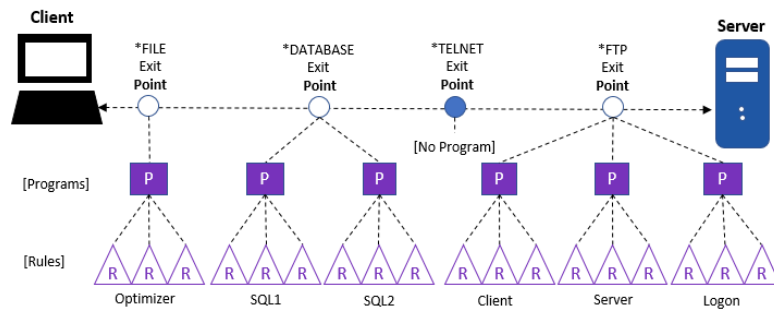 Client
Server
*FILE
Exit
Point
*DATABASE
Exit
Point
*TELNET
Exit
Point
*FTP
Exit
Point
[No Program]
[Programs] P P P P P P
[Rules] R R R R R R R R R R R R R R R R R R
Optimizer SQL1 SQL2 Client Server Logon